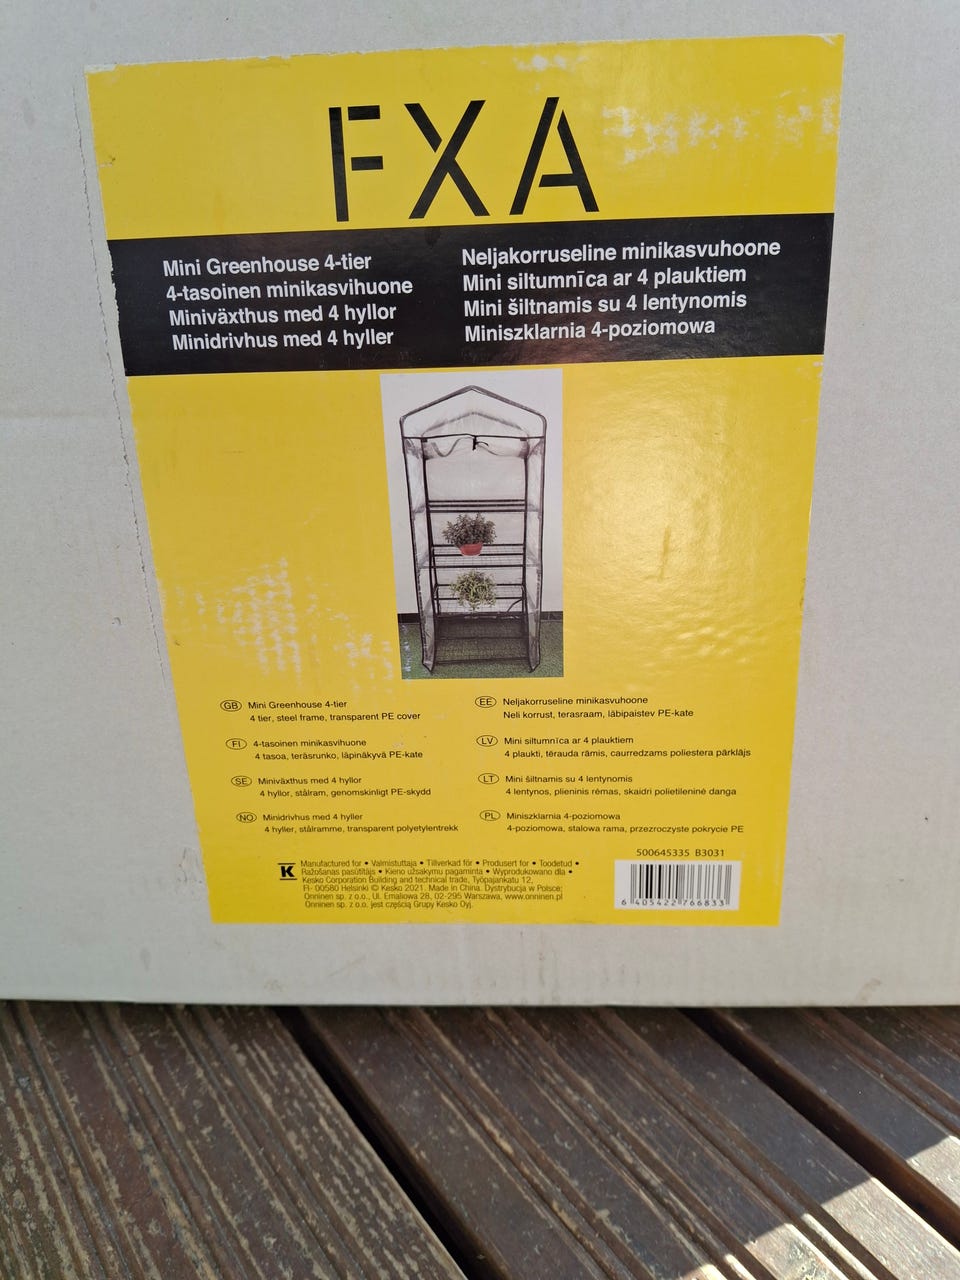 FXA
Mini Greenhouse 4-tier
4-tasoinen minikasvihuone
Miniväxthus med 4 hyllor
Minidrivhus med 4 hyller
Neljakorruseline minikasvuhoone
Mini siltumnīca ar 4 plauktiem
Mini šiltnamis su 4 lentynomis
Miniszklarnia 4-poziomowa
GB Mini Greenhouse 4-tier
4 tier, steel frame, transparent PE cover
FI 4-tasoinen minikasvihuone
4 tasoa, teräsrunko, läpinäkyvä PE-kate
SE Miniväxthus med 4 hyllor
4 hyllor, stålram, genomskinligt PE-skydd
NO Minidrivhus med 4 hyller
4 hyller, stålramme, transparent polyetylentrekk
EE Neljakorruseline minikasvuhoone
Neli korrust, terasraam, läbipaistev PE-kate
LV Mini siltumnīca ar 4 plauktiem
4 plaukti, tērauda rāmis, caurredzams poliestera pārklājs
LT Mini šiltnamis su 4 lentynomis
4 lentynos, plieninis rėmas, skaidri polietileninė danga
PL Miniszklarnia 4-poziomowa
4-poziomowa, stalowa rama, przezroczyste pokrycie PE
K
Manufactured for • Valmistuttaja • Tillverkad för • Produsert for • Toodetud •
Ražošanas pasūtītājs • Kieno užsakymu pagaminta • Wyprodukowano dla •
Kesko Corporation Building and technical trade, Työpajankatu 12,
FI- 00580 Helsinki © Kesko 2021. Made in China. Dystrybucja w Polsce:
Onninen sp. z o.o., Ul. Emaliowa 28, 02-295 Warszawa, www.onninen.pl
Onninen sp. z o.o. jest częścią Grupy Kesko Oyj.
500645335 B3031
6 405422 766833